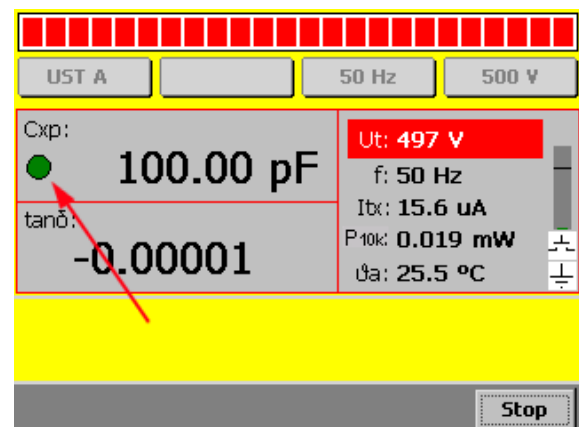 UST A 50 Hz 500 V
Cxp:
100.00 pF
tanδ:
-0.00001
Ut: 497 V
f: 50 Hz
Itx: 15.6 uA
P10k: 0.019 mW
ϑa: 25.5 ºC
Stop